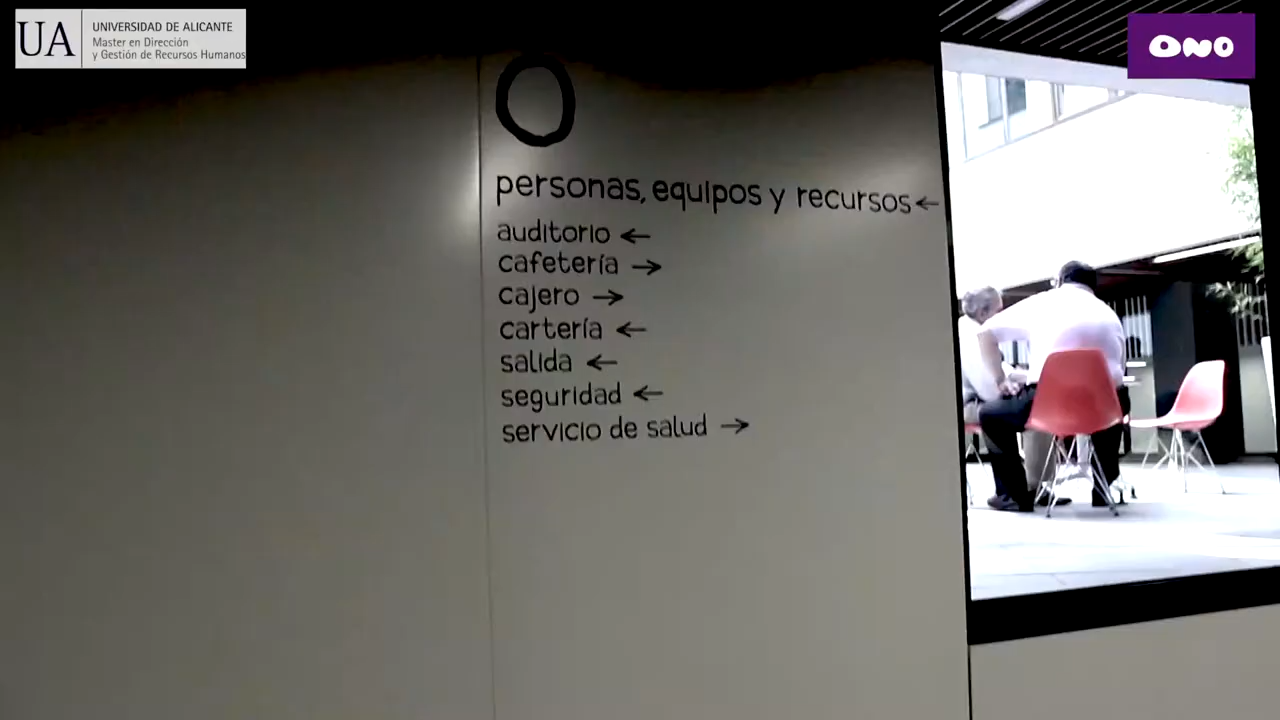 UA
UNIVERSIDAD DE ALICANTE
Master en Dirección
y Gestión de Recursos Humanos
ONO
0
personas, equipos y recursos ←
auditorio ←
cafetería →
cajero →
cartería ←
salida ←
seguridad ←
servicio de salud →